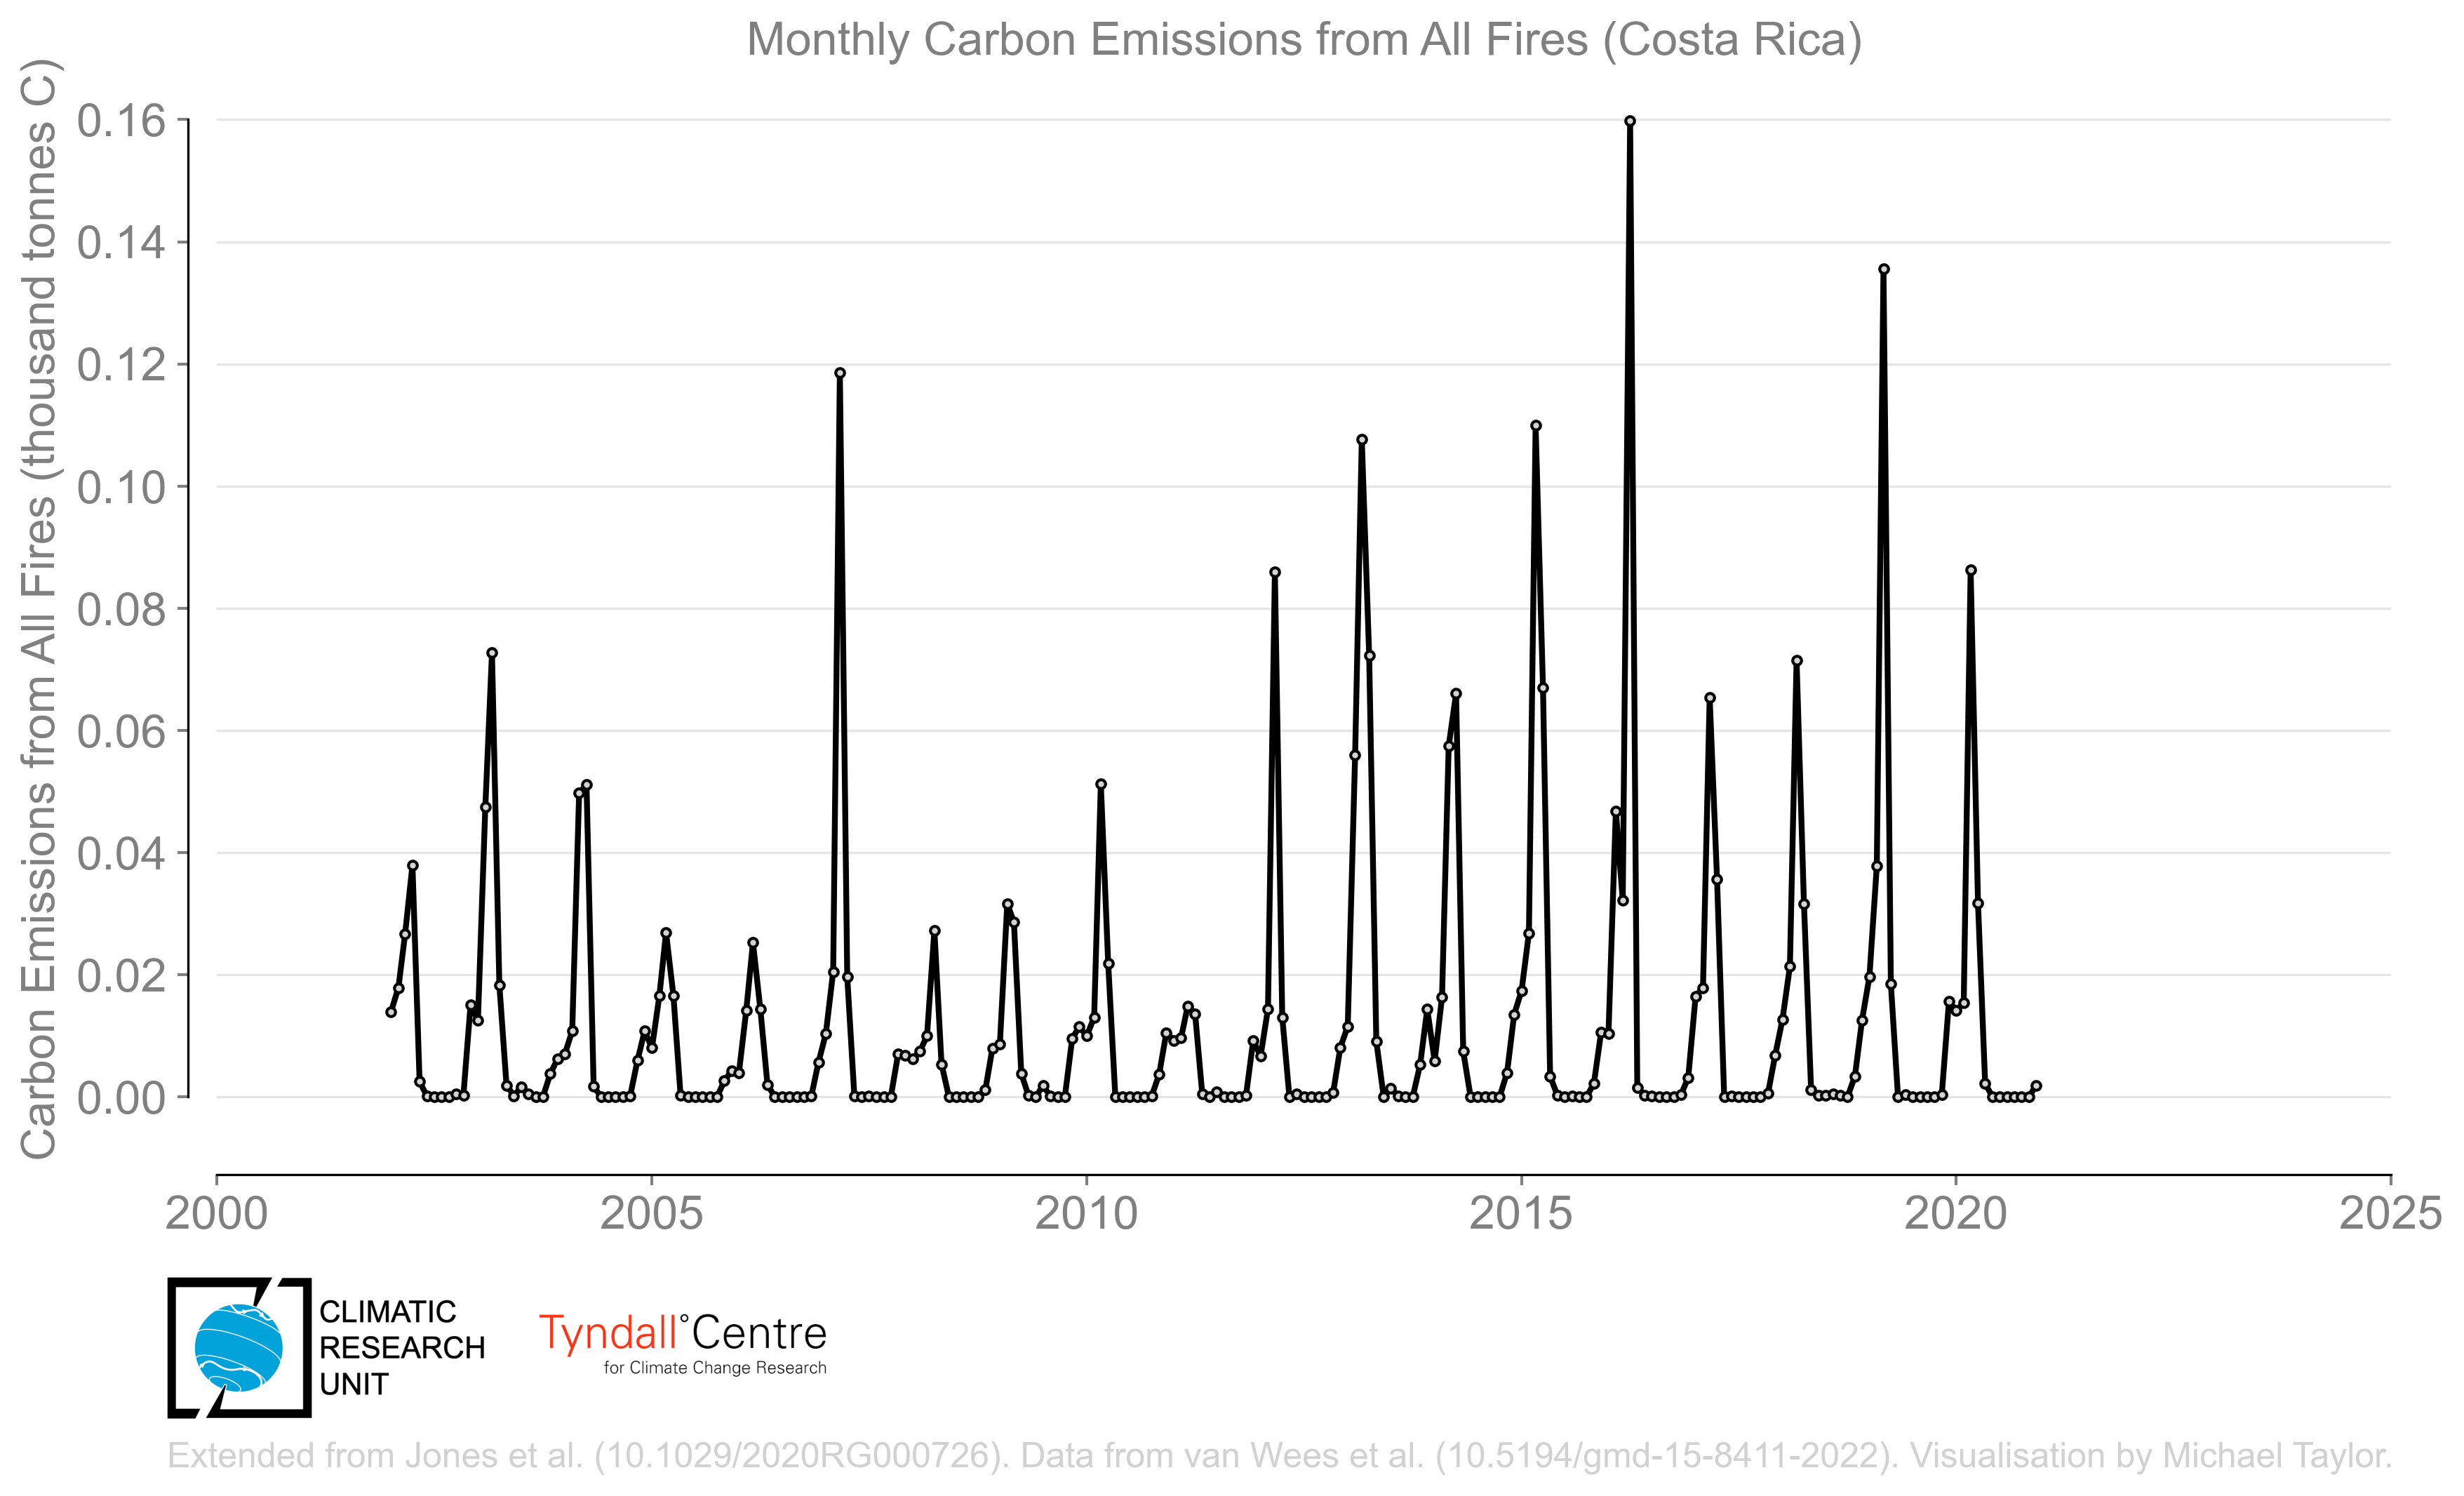 Monthly Carbon Emissions from All Fires (Costa Rica)
Carbon Emissions from All Fires (thousand tonnes C)
0.16
0.14
0.12
0.10
0.08
0.06
0.04
0.02
0.00
2000 2005 2010 2015 2020 2025
CLIMATIC
RESEARCH
UNIT
Tyndall°Centre
for Climate Change Research
Extended from Jones et al. (10.1029/2020RG000726). Data from van Wees et al. (10.5194/gmd-15-8411-2022). Visualisation by Michael Taylor.